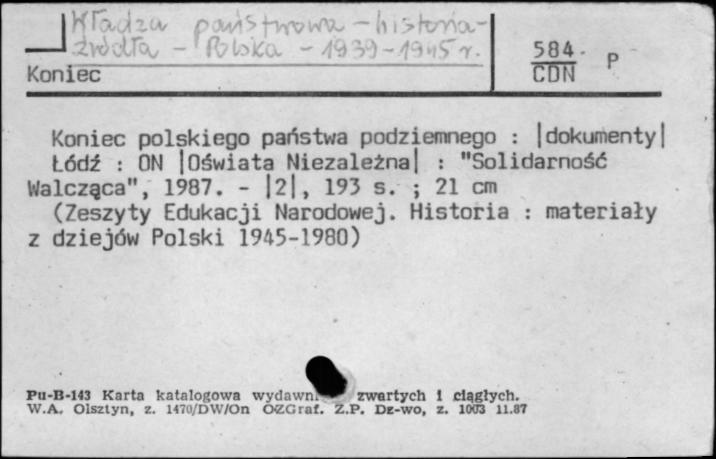 Władza państwowa - historia -
źródła - Polska - 1939-1945 r.
584. P
CDN
Koniec
Koniec polskiego państwa podziemnego : |dokumenty|
Łódź : ON |Oświata Niezależna| : "Solidarność
Walcząca", 1987. - |2|, 193 s. ; 21 cm
(Zeszyty Edukacji Narodowej. Historia : materiały
z dziejów Polski 1945-1980)
Pu-B-143 Karta katalogowa zwartych i ciągłych.
W.A. Olsztyn, z. 1470/DW/On OZGraf. Z.P. Dz-wo, z. 1003 11.87